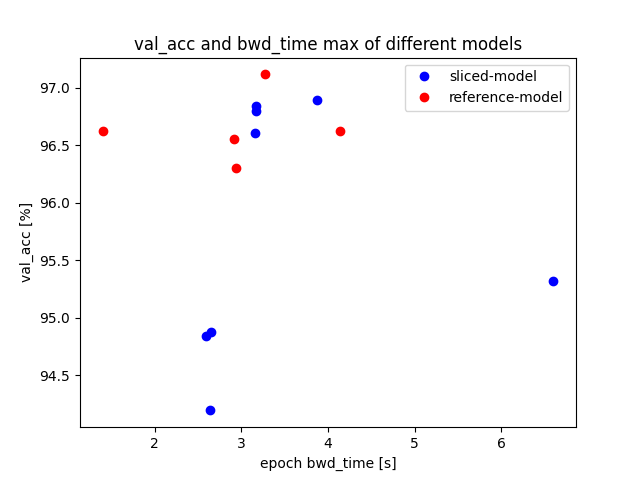 val_acc and bwd_time max of different models
sliced-model
reference-model
97.0
96.5
96.0
95.5
95.0
94.5
val_acc [%]
2 3 4 5 6
epoch bwd_time [s]